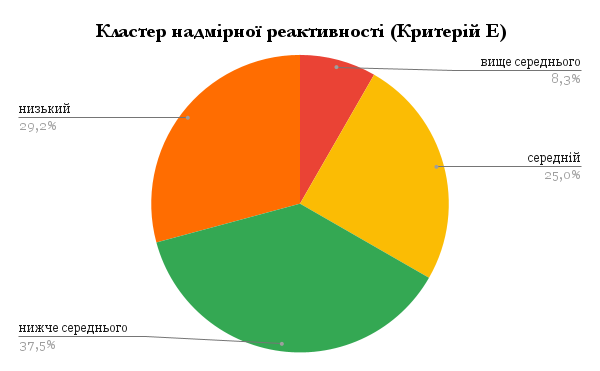 Кластер надмірної реактивності (Критерій Е)
вище середнього
8,3%
низький
29,2%
середній
25,0%
нижче середнього
37,5%